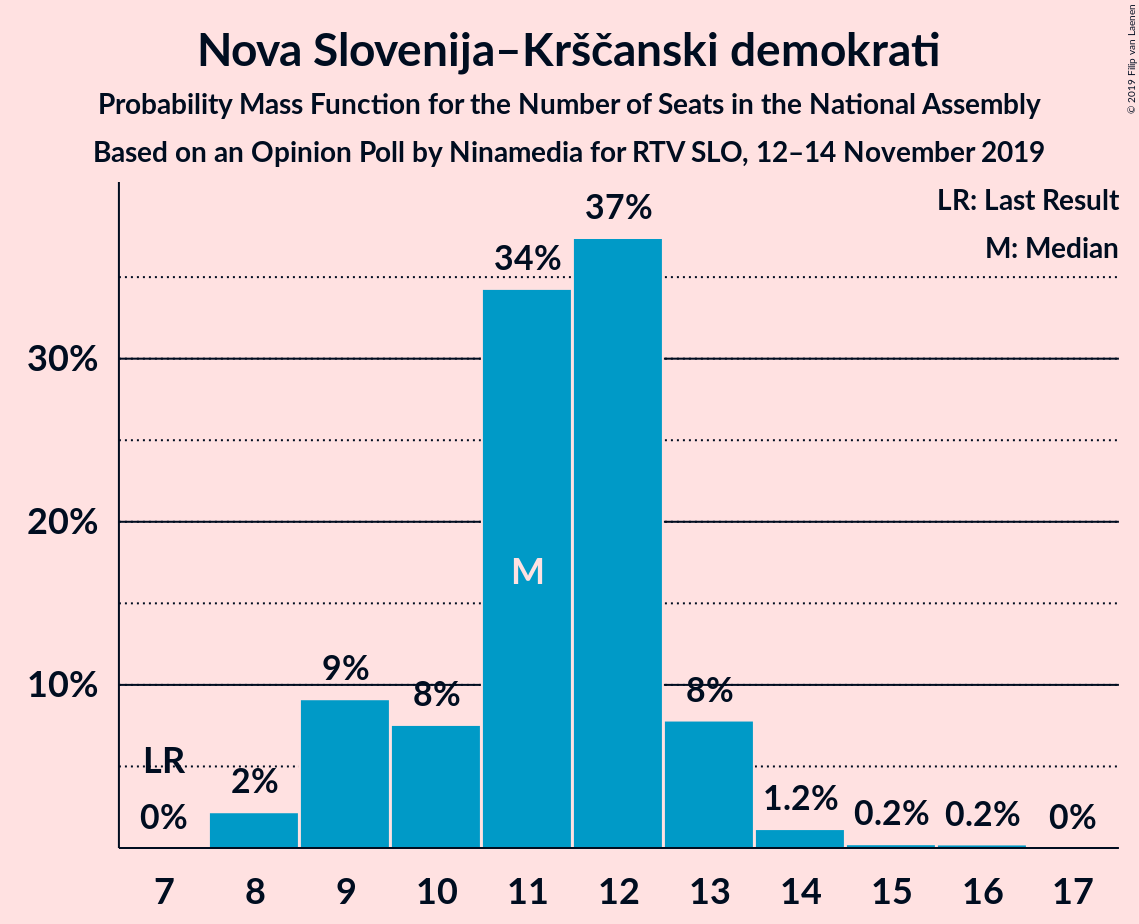 Nova Slovenija–Krščanski demokrati
Probability Mass Function for the Number of Seats in the National Assembly
Based on an Opinion Poll by Ninamedia for RTV SLO, 12–14 November 2019
© 2019 Filip van Laenen
LR: Last Result
M: Median
37%
34%
30%
20%
M
9%
10%
8%
8%
LR
2%
1.2%
0.2%
0.2%
0%
0%
7 8 9 10 11 12 13 14 15 16 17